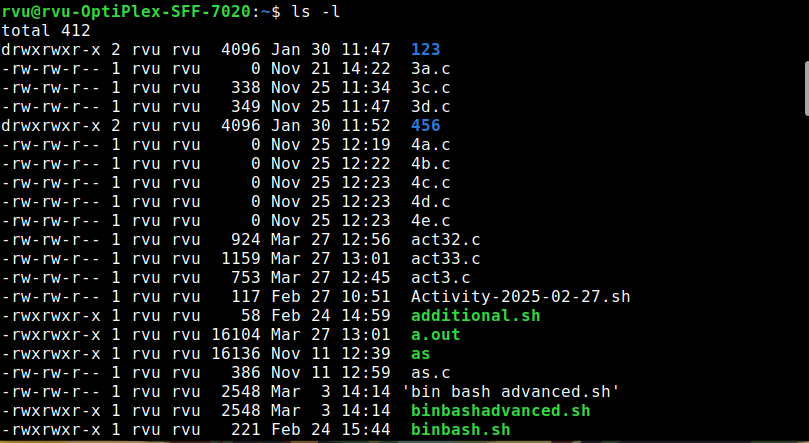 rvu@rvu-OptiPlex-SFF-7020:~$ ls -l
total 412
drwxrwxr-x 2 rvu rvu  4096 Jan 30 11:47  123
-rw-rw-r-- 1 rvu rvu     0 Nov 21 14:22  3a.c
-rw-rw-r-- 1 rvu rvu   338 Nov 25 11:34  3c.c
-rw-rw-r-- 1 rvu rvu   349 Nov 25 11:47  3d.c
drwxrwxr-x 2 rvu rvu  4096 Jan 30 11:52  456
-rw-rw-r-- 1 rvu rvu     0 Nov 25 12:19  4a.c
-rw-rw-r-- 1 rvu rvu     0 Nov 25 12:22  4b.c
-rw-rw-r-- 1 rvu rvu     0 Nov 25 12:23  4c.c
-rw-rw-r-- 1 rvu rvu     0 Nov 25 12:23  4d.c
-rw-rw-r-- 1 rvu rvu     0 Nov 25 12:23  4e.c
-rw-rw-r-- 1 rvu rvu   924 Mar 27 12:56  act32.c
-rw-rw-r-- 1 rvu rvu  1159 Mar 27 13:01  act33.c
-rw-rw-r-- 1 rvu rvu   753 Mar 27 12:45  act3.c
-rw-rw-r-- 1 rvu rvu   117 Feb 27 10:51  Activity-2025-02-27.sh
-rwxrwxr-x 1 rvu rvu    58 Feb 24 14:59  additional.sh
-rwxrwxr-x 1 rvu rvu 16104 Mar 27 13:01  a.out
-rwxrwxr-x 1 rvu rvu 16136 Nov 11 12:39  as
-rw-rw-r-- 1 rvu rvu   386 Nov 11 12:59  as.c
-rw-rw-r-- 1 rvu rvu  2548 Mar  3 14:14 'bin bash advanced.sh'
-rwxrwxr-x 1 rvu rvu  2548 Mar  3 14:14  binbashadvanced.sh
-rwxrwxr-x 1 rvu rvu   221 Feb 24 15:44  binbash.sh